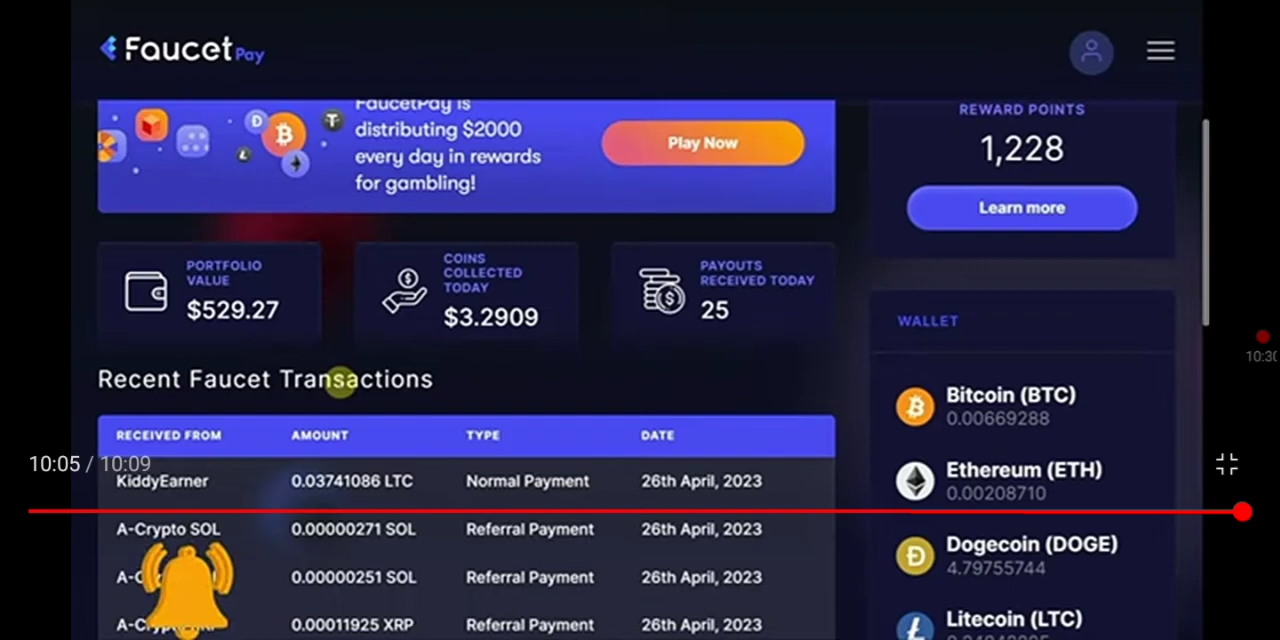 Faucet Pay
FaucetPay is
distributing $2000
every day in rewards
for gambling!
Play Now
REWARD POINTS
1,228
Learn more
PORTFOLIO
VALUE
$529.27
COINS
COLLECTED
TODAY
$3.2909
PAYOUTS
RECEIVED TODAY
25
WALLET
Bitcoin (BTC)
0.00669288
Ethereum (ETH)
0.00208710
Dogecoin (DOGE)
4.79755744
Litecoin (LTC)
Recent Faucet Transactions
RECEIVED FROM AMOUNT TYPE DATE
KiddyEarner 0.03741086 LTC Normal Payment 26th April, 2023
A-Crypto SOL 0.00000271 SOL Referral Payment 26th April, 2023
0.00000251 SOL Referral Payment 26th April, 2023
0.00011925 XRP Referral Payment 26th April, 2023
10:05 / 10:09